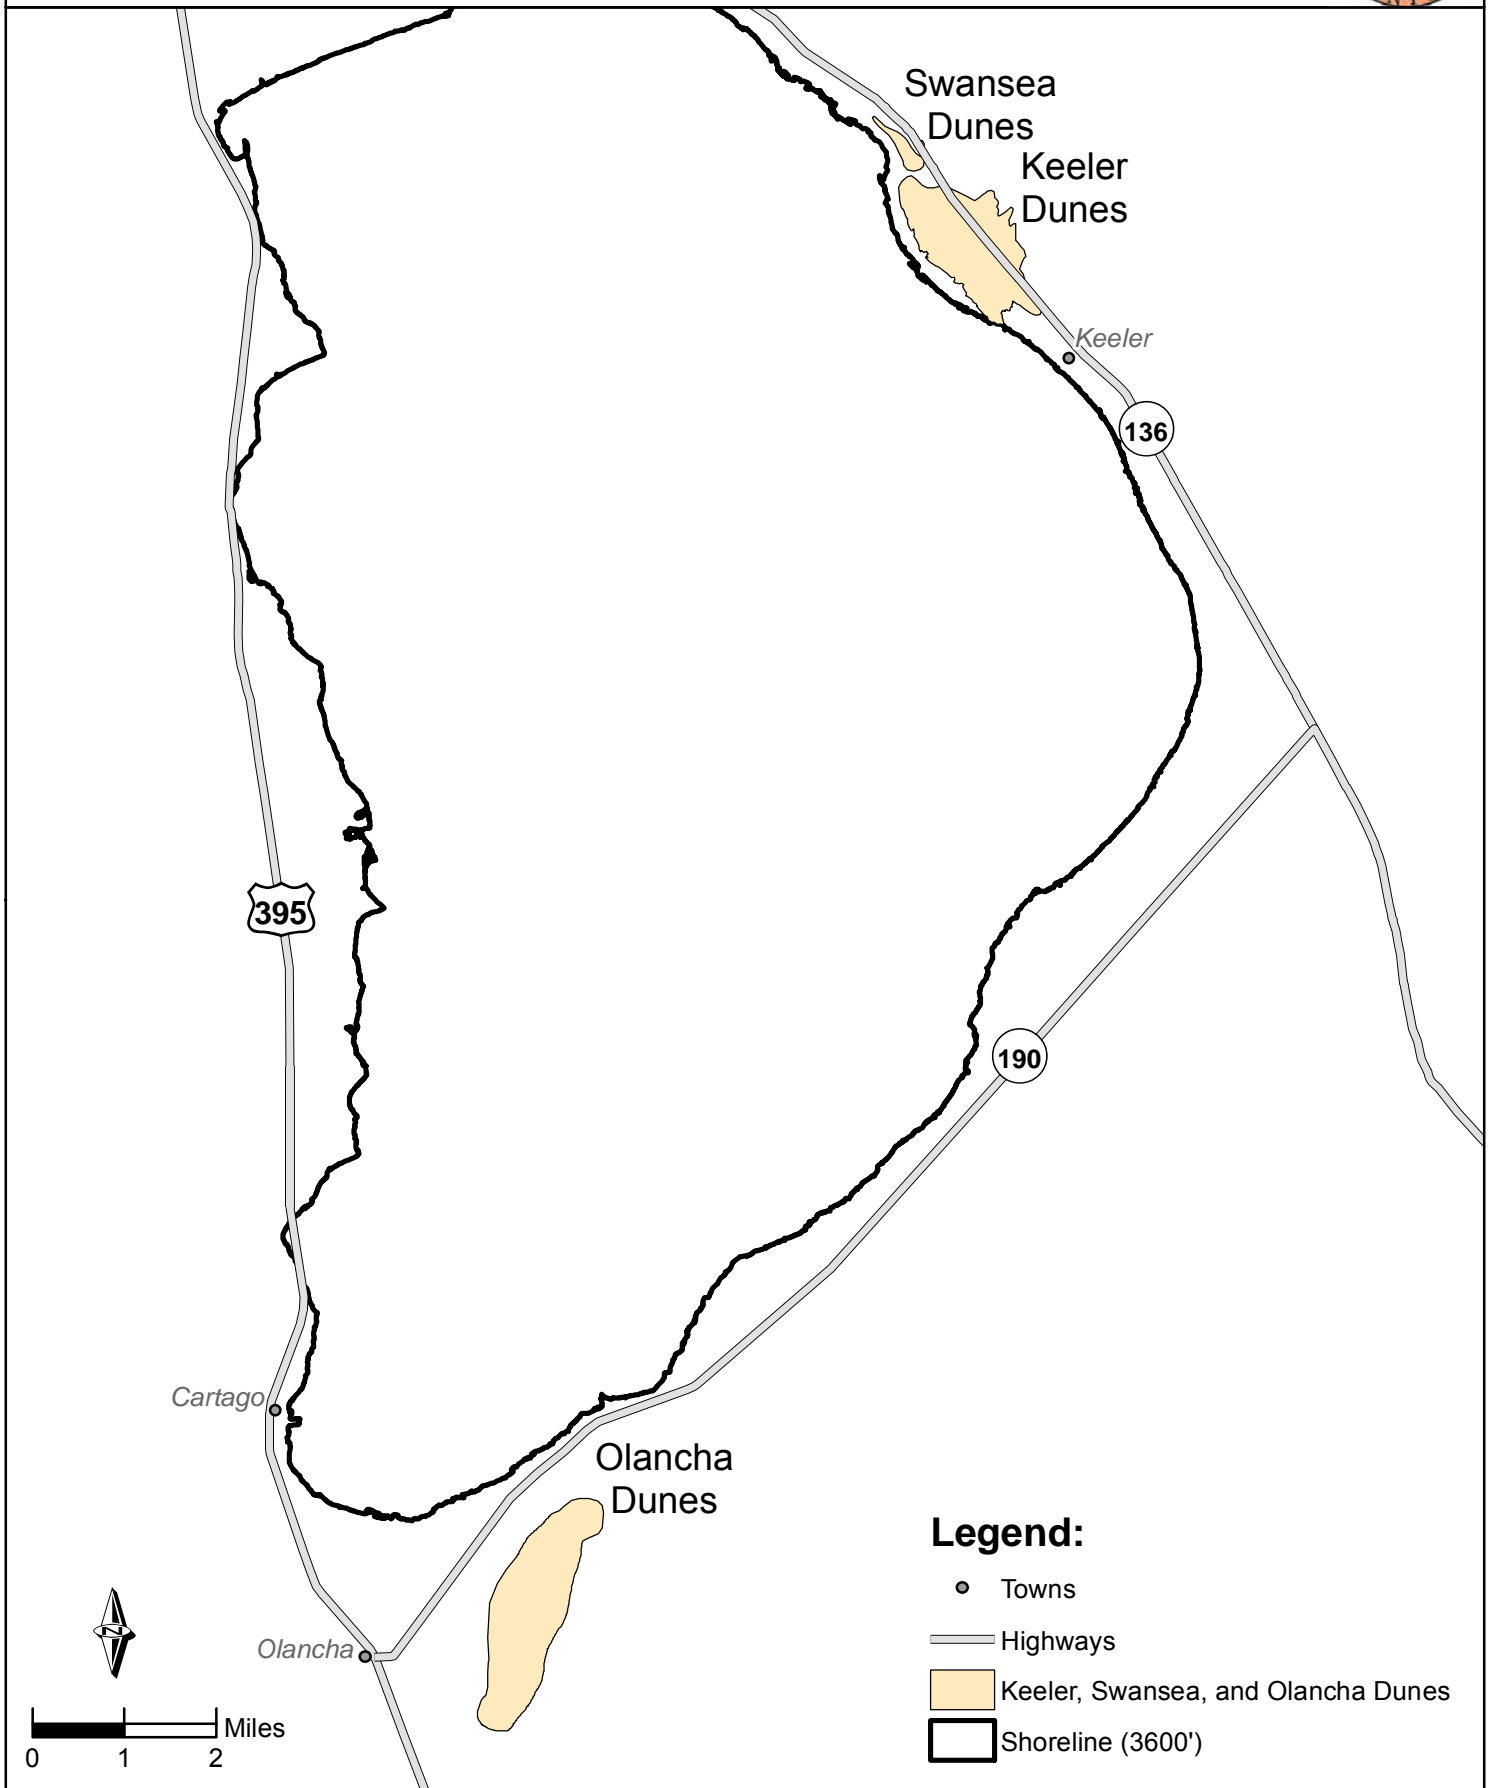 Swansea
Dunes
Keeler
Dunes
Keeler
136
395
190
Cartago
Olancha
Dunes
Olancha
N
Miles
0 1 2
Legend:
Towns
Highways
Keeler, Swansea, and Olancha Dunes
Shoreline (3600')